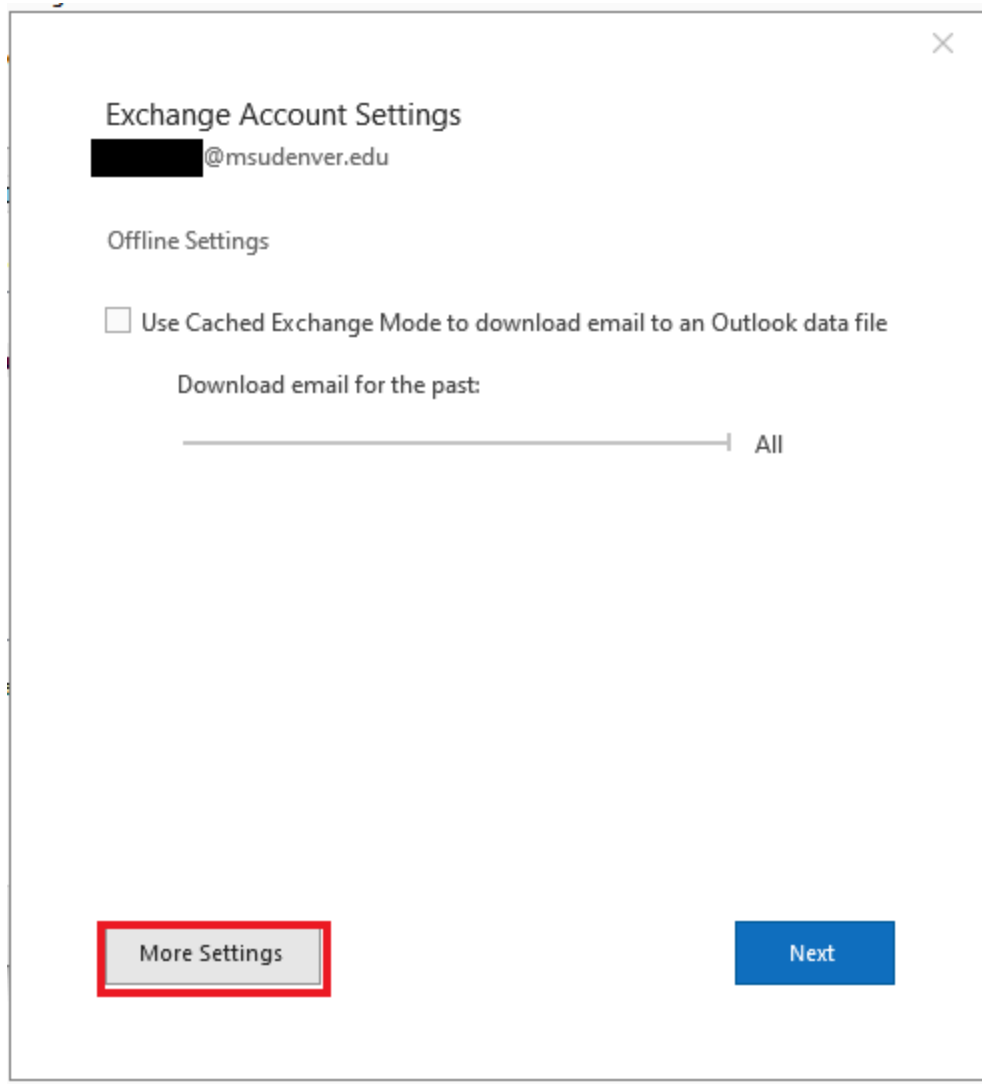 Exchange Account Settings
@msudenver.edu
Offline Settings
Use Cached Exchange Mode to download email to an Outlook data file
Download email for the past:
All
More Settings
Next